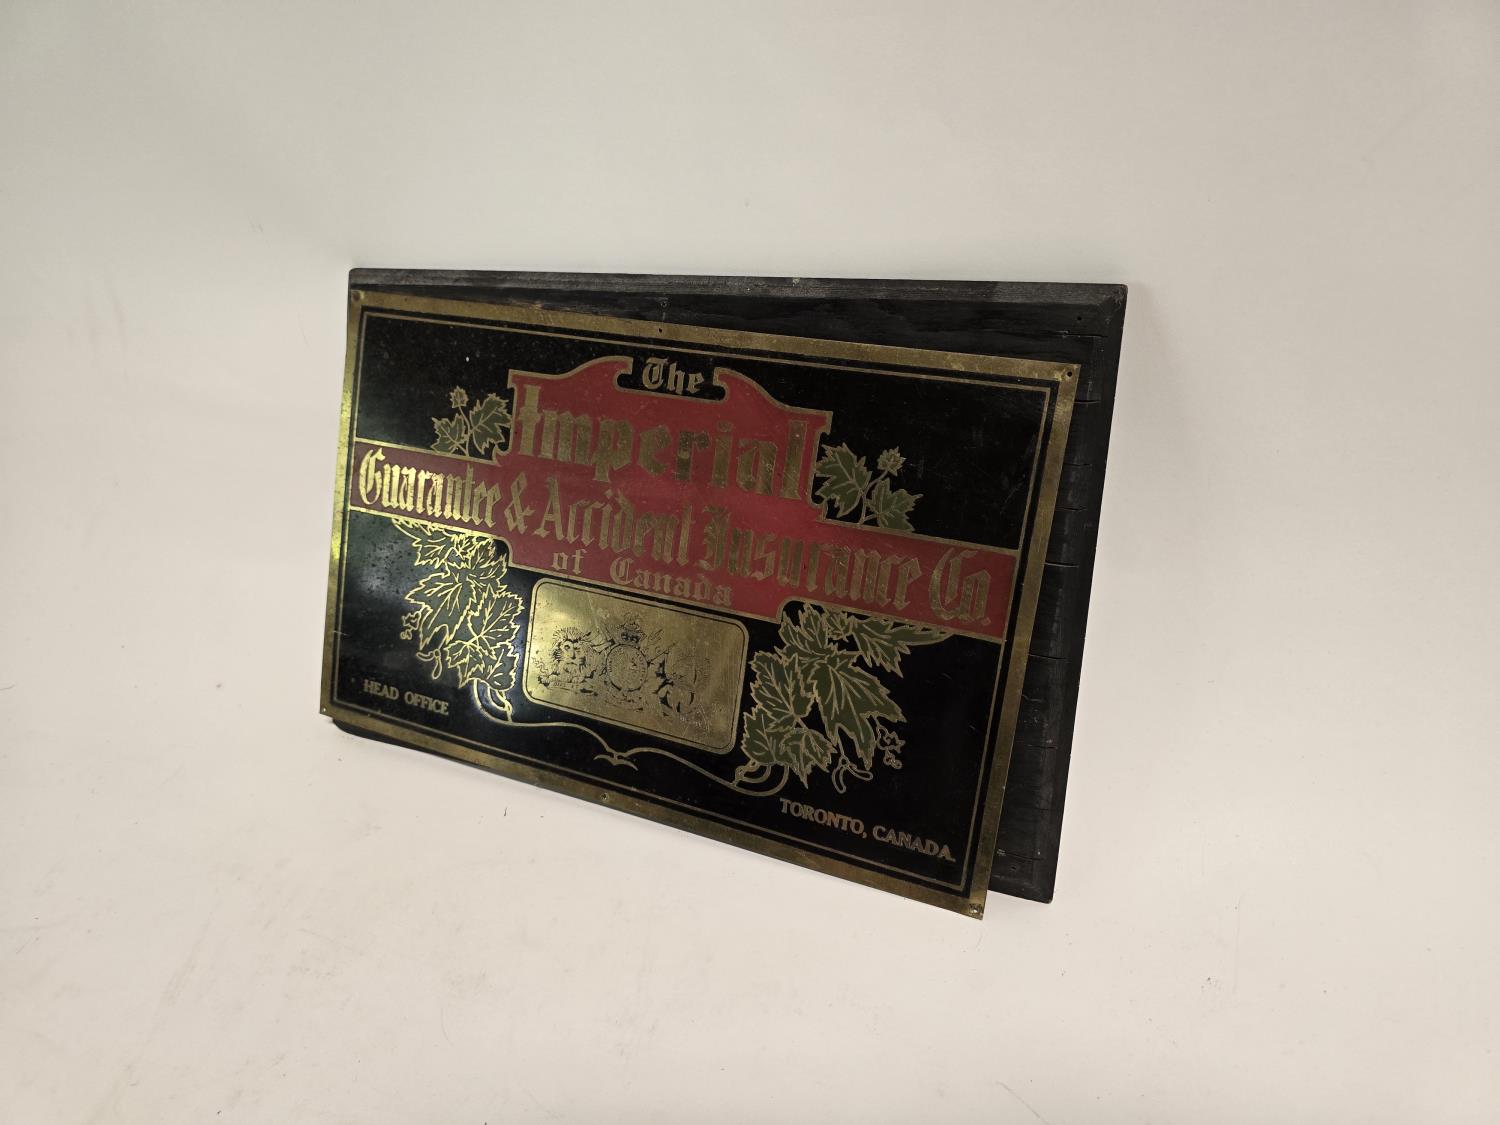 The
Imperial
Guarantee & Accident Insurance Co.
of Canada
HEAD OFFICE
TORONTO, CANADA.